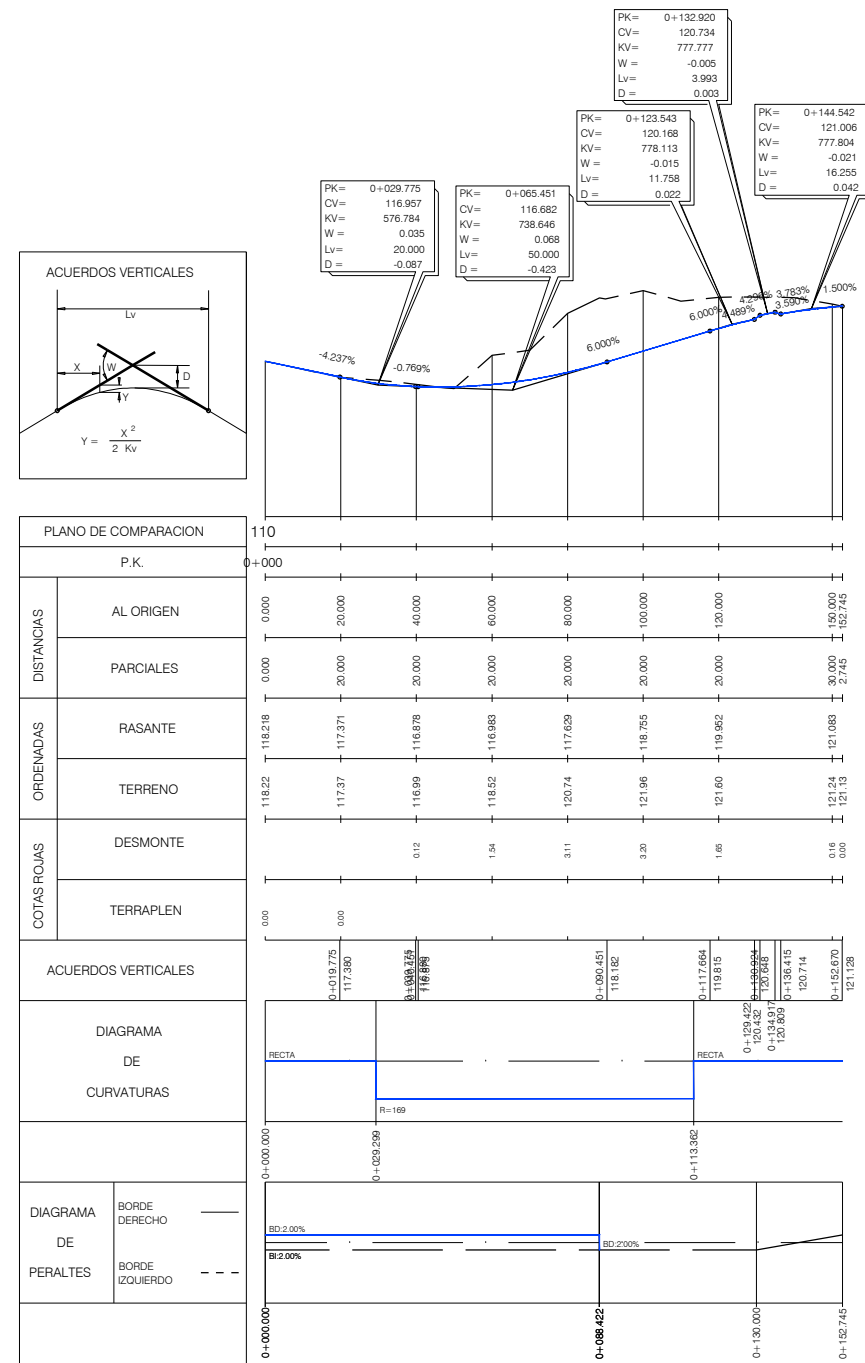 PK= 0+132.920
CV= 120.734
KV= 777.777
W = -0.005
Lv= 3.993
D = 0.003
PK= 0+123.543
CV= 120.168
KV= 778.113
W = -0.015
Lv= 11.758
D = 0.022
PK= 0+144.542
CV= 121.006
KV= 777.804
W = -0.021
Lv= 16.255
D = 0.042
PK= 0+029.775
CV= 116.957
KV= 576.784
W = 0.035
Lv= 20.000
D = -0.087
PK= 0+065.451
CV= 116.682
KV= 738.646
W = 0.068
Lv= 50.000
D = -0.423
ACUERDOS VERTICALES
Lv
X
W
D
Y
Y = X 2
2 Kv
-4.237%
-0.769%
6.000%
6.000%
4.489%
4.296%
3.783%
3.590%
1.500%
PLANO DE COMPARACION 110
P.K. 0+000
DISTANCIAS
AL ORIGEN 0.000 20.000 40.000 60.000 80.000 100.000 120.000 150.000 152.745
PARCIALES 0.000 20.000 20.000 20.000 20.000 20.000 20.000 30.000 2.745
ORDENADAS
RASANTE 118.218 117.371 116.878 116.983 117.629 118.755 119.952 121.083
TERRENO 118.22 117.37 116.99 118.52 120.74 121.96 121.60 121.24 121.13
COTAS ROJAS
DESMONTE 0.12 1.54 3.11 3.20 1.65 0.16 0.00
TERRAPLEN 0.00 0.00
ACUERDOS VERTICALES
0+019.775
117.380
0+090.451
118.182
0+117.664
119.815
0+129.422
120.432
0+130.924
120.648
0+134.917
120.809
0+136.415
120.714
0+152.670
121.128
DIAGRAMA
DE
CURVATURAS
RECTA
R=169
RECTA
0+000.000
0+029.299
0+113.362
DIAGRAMA
DE
PERALTES
BORDE
DERECHO
BORDE
IZQUIERDO
BD:2.00%
BI:2.00%
BD:2.00%
0+000.000
0+088.422
0+130.000
0+152.745